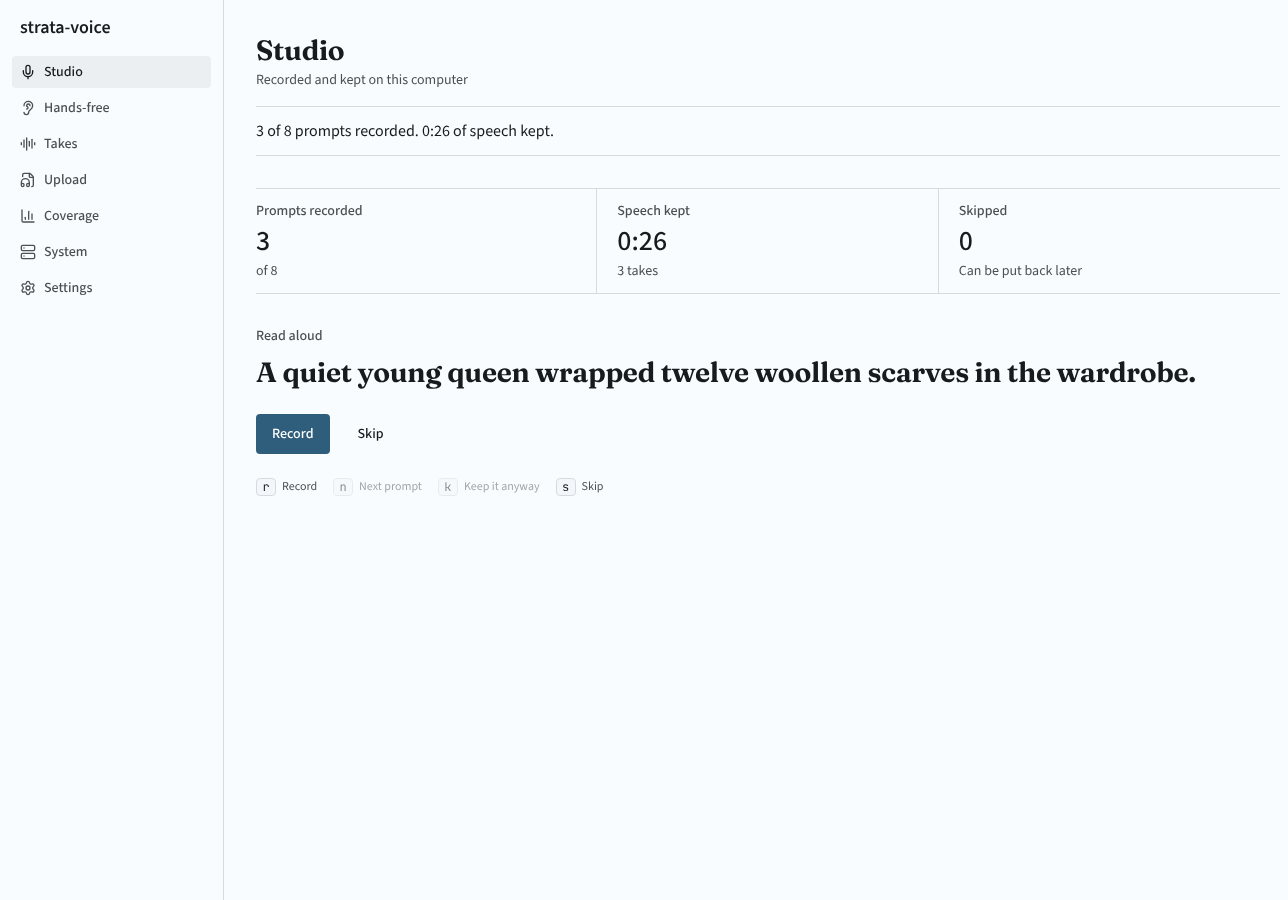 strata-voice
Studio
Hands-free
Takes
Upload
Coverage
System
Settings
Studio
Recorded and kept on this computer
3 of 8 prompts recorded. 0:26 of speech kept.
Prompts recorded
3
of 8
Speech kept
0:26
3 takes
Skipped
0
Can be put back later
Read aloud
A quiet young queen wrapped twelve woollen scarves in the wardrobe.
Record Skip
r Record n Next prompt k Keep it anyway s Skip